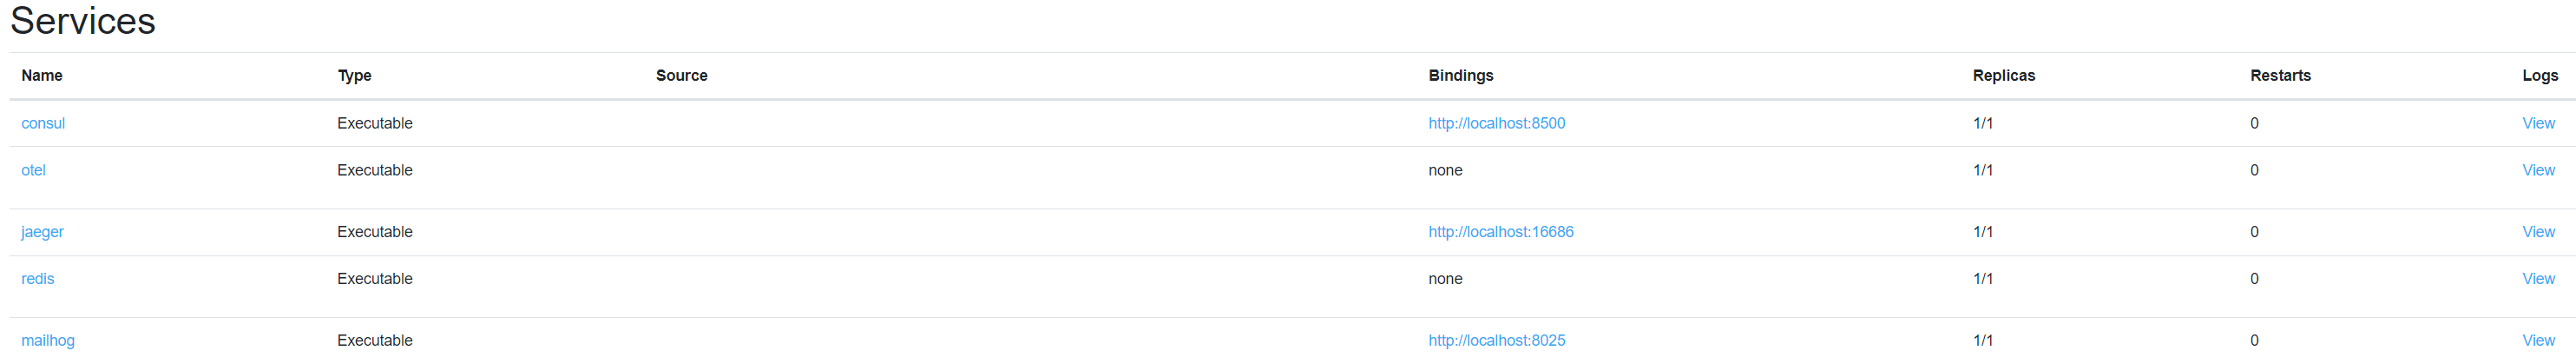 Services
Name Type Source Bindings Replicas Restarts Logs
consul Executable http://localhost:8500 1/1 0 View
otel Executable none 1/1 0 View
jaeger Executable http://localhost:16686 1/1 0 View
redis Executable none 1/1 0 View
mailhog Executable http://localhost:8025 1/1 0 View